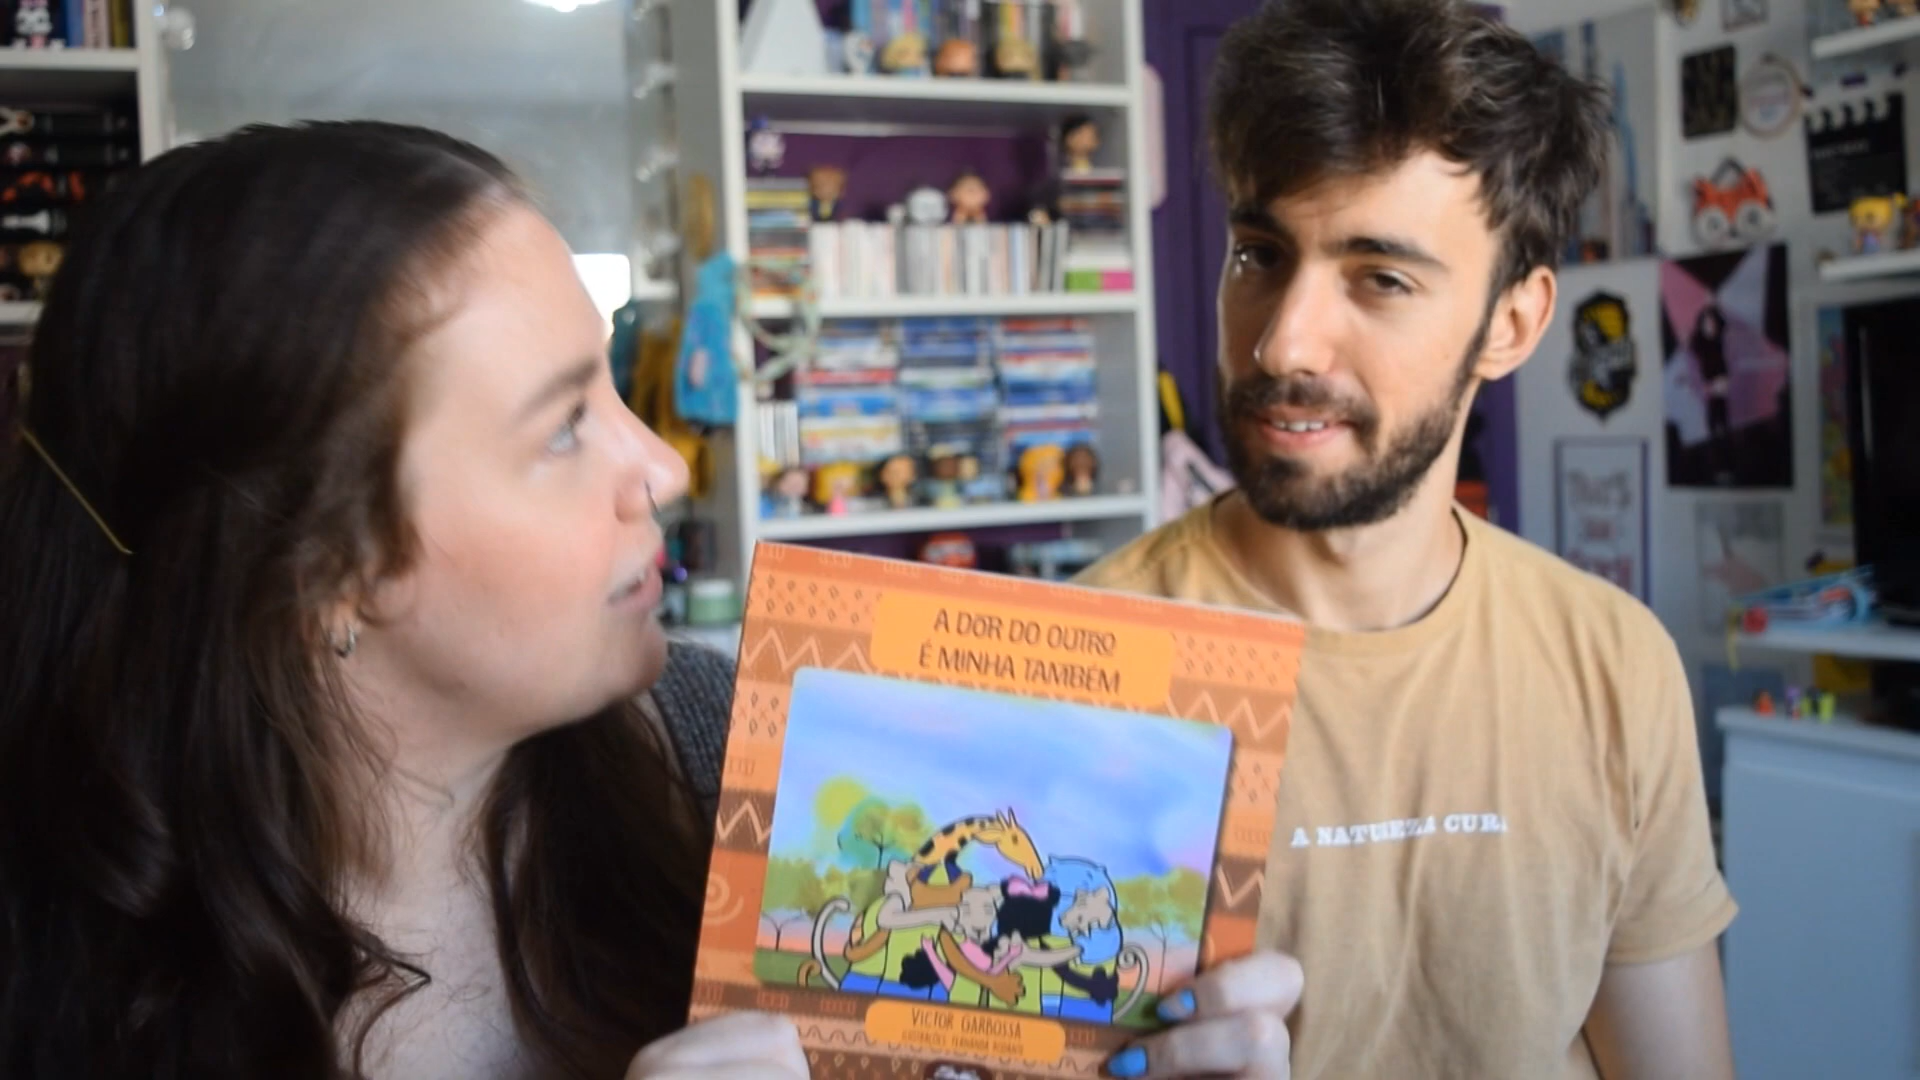 A DOR DO OUTRO
É MINHA TAMBÉM
VICTOR GARBOSSA
A NATUREZA CURA